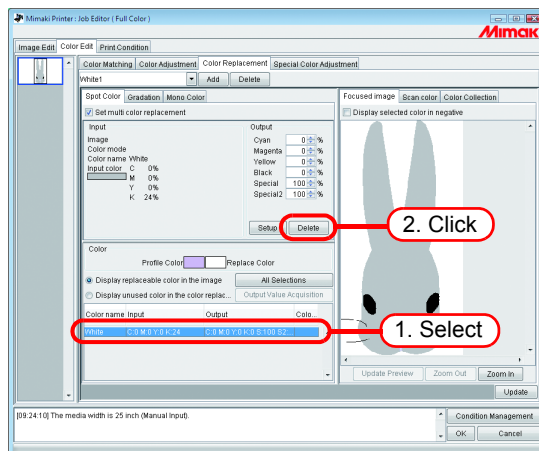 Mimaki Printer : Job Editor ( Full Color )
Mimaki
Image Edit Color Edit Print Condition
Color Matching Color Adjustment Color Replacement Special Color Adjustment
White1 Add Delete
Spot Color Gradation Mono Color
Focused image Scan color Color Collection
Set multi color replacement
Display selected color in negative
Input
Output
Image
Color mode
Color name White
Input color C 0%
M 0%
Y 0%
K 24%
Cyan 0 %
Magenta 0 %
Yellow 0 %
Black 0 %
Special 100 %
Special2 100 %
Setup Delete
2. Click
Color
Profile Color Replace Color
Display replaceable color in the image All Selections
Display unused color in the color replac... Output Value Acquisition
Color name Input Output Colo...
White C:0 M:0 Y:0 K:24 C:0 M:0 Y:0 K:0 S:100 S2...
1. Select
Update Preview Zoom Out Zoom In
Update
[09:24:10] The media width is 25 inch (Manual Input).
Condition Management
OK Cancel